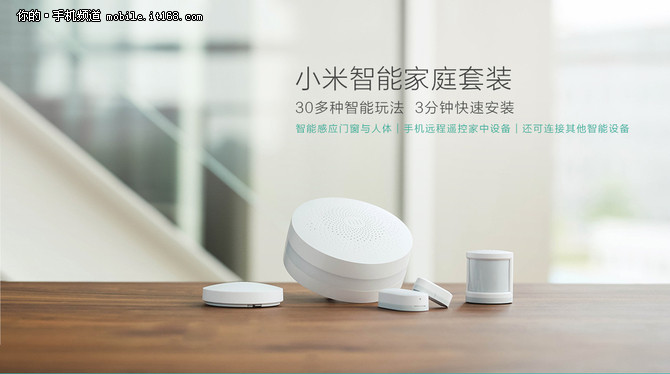 你的·手机频道 mobile.it168.com
小米智能家庭套装
30多种智能玩法 3分钟快速安装
智能感应门窗与人体｜手机远程遥控家中设备｜还可连接其他智能设备